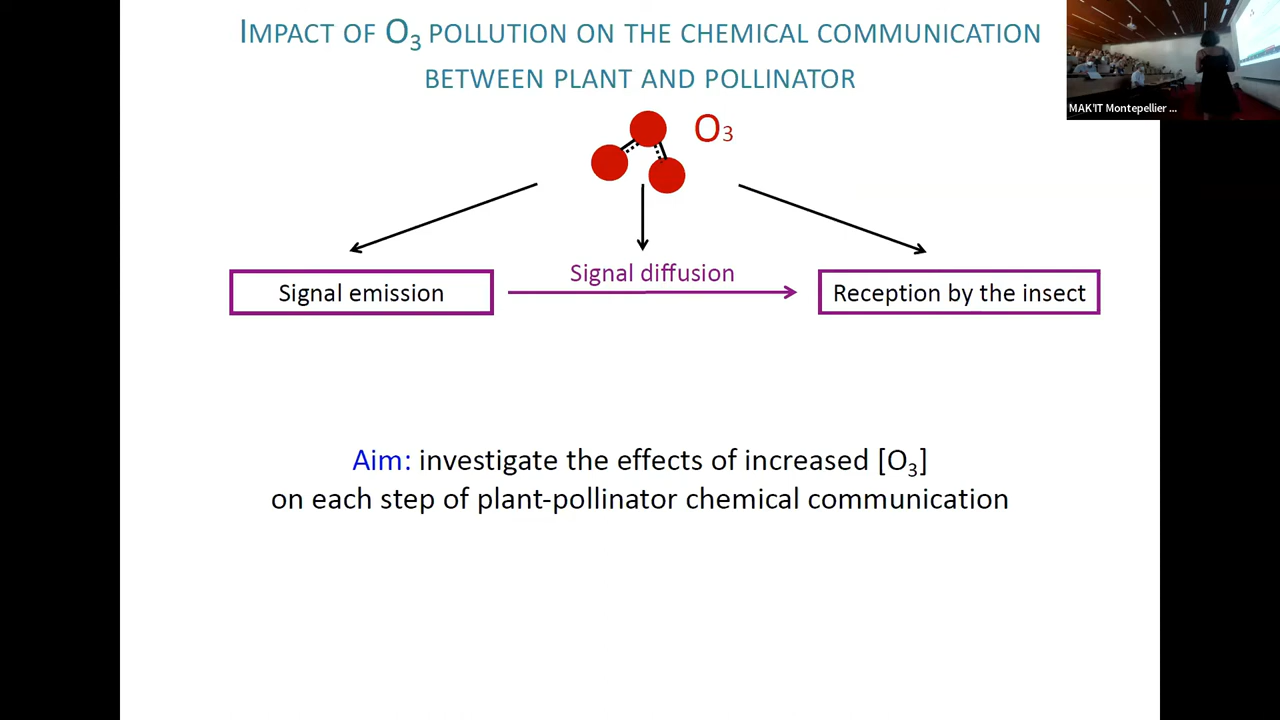 IMPACT OF O₃ POLLUTION ON THE CHEMICAL COMMUNICATION
BETWEEN PLANT AND POLLINATOR
O₃
MAK'IT Montepellier ...
Signal diffusion
Signal emission
Reception by the insect
Aim: investigate the effects of increased [O₃]
on each step of plant-pollinator chemical communication